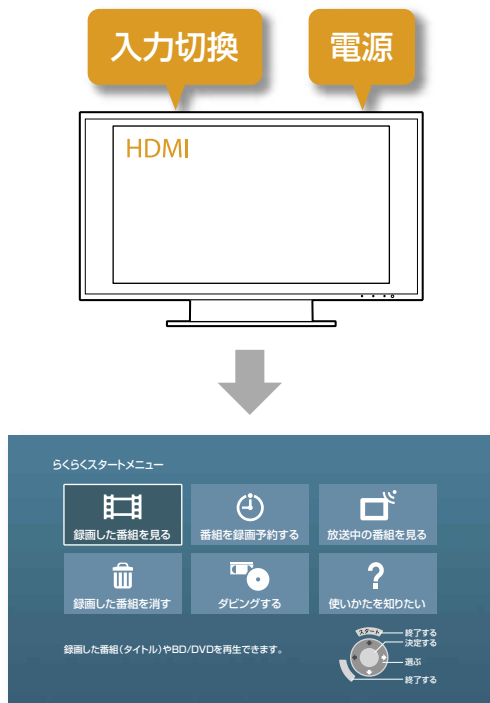 入力切換
電源
HDMI
らくらくスタートメニュー
録画した番組を見る
番組を録画予約する
放送中の番組を見る
録画した番組を消す
ダビングする
使いかたを知りたい
録画した番組(タイトル)やBD/DVDを再生できます。
スタート
終了する
決定する
選ぶ
終了する